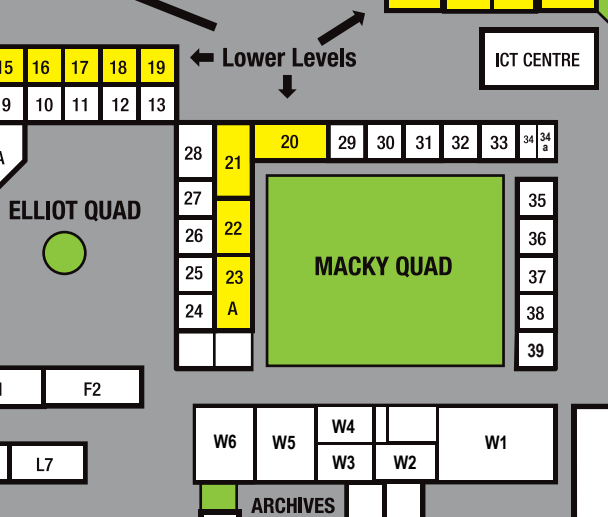 ICT CENTRE
Lower Levels
15 16 17 18 19
9 10 11 12 13
A
28 21 20 29 30 31 32 33 34 34 a
27
26 22
25 23
24 A
ELLIOT QUAD
MACKY QUAD
35
36
37
38
39
F2
L7
W6 W5 W4 W3 W2 W1
ARCHIVES